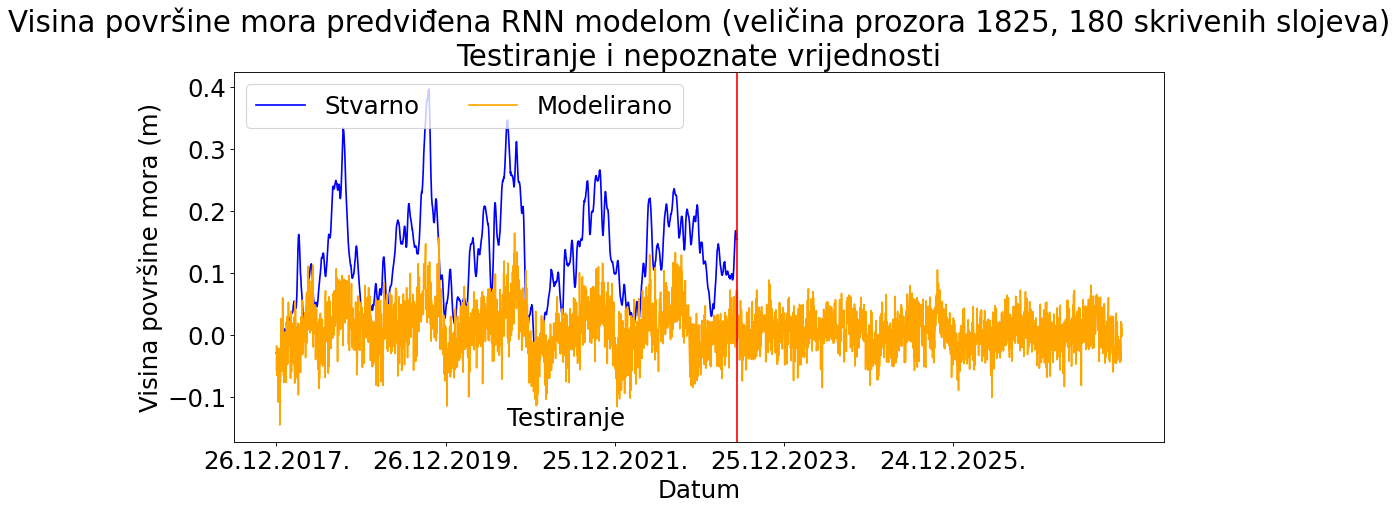 Visina površine mora predviđena RNN modelom (veličina prozora 1825, 180 skrivenih slojeva)
Testiranje i nepoznate vrijednosti
Stvarno
Modelirano
Visina površine mora (m)
0.4
0.3
0.2
0.1
0.0
−0.1
Testiranje
26.12.2017.
26.12.2019.
25.12.2021.
25.12.2023.
24.12.2025.
Datum